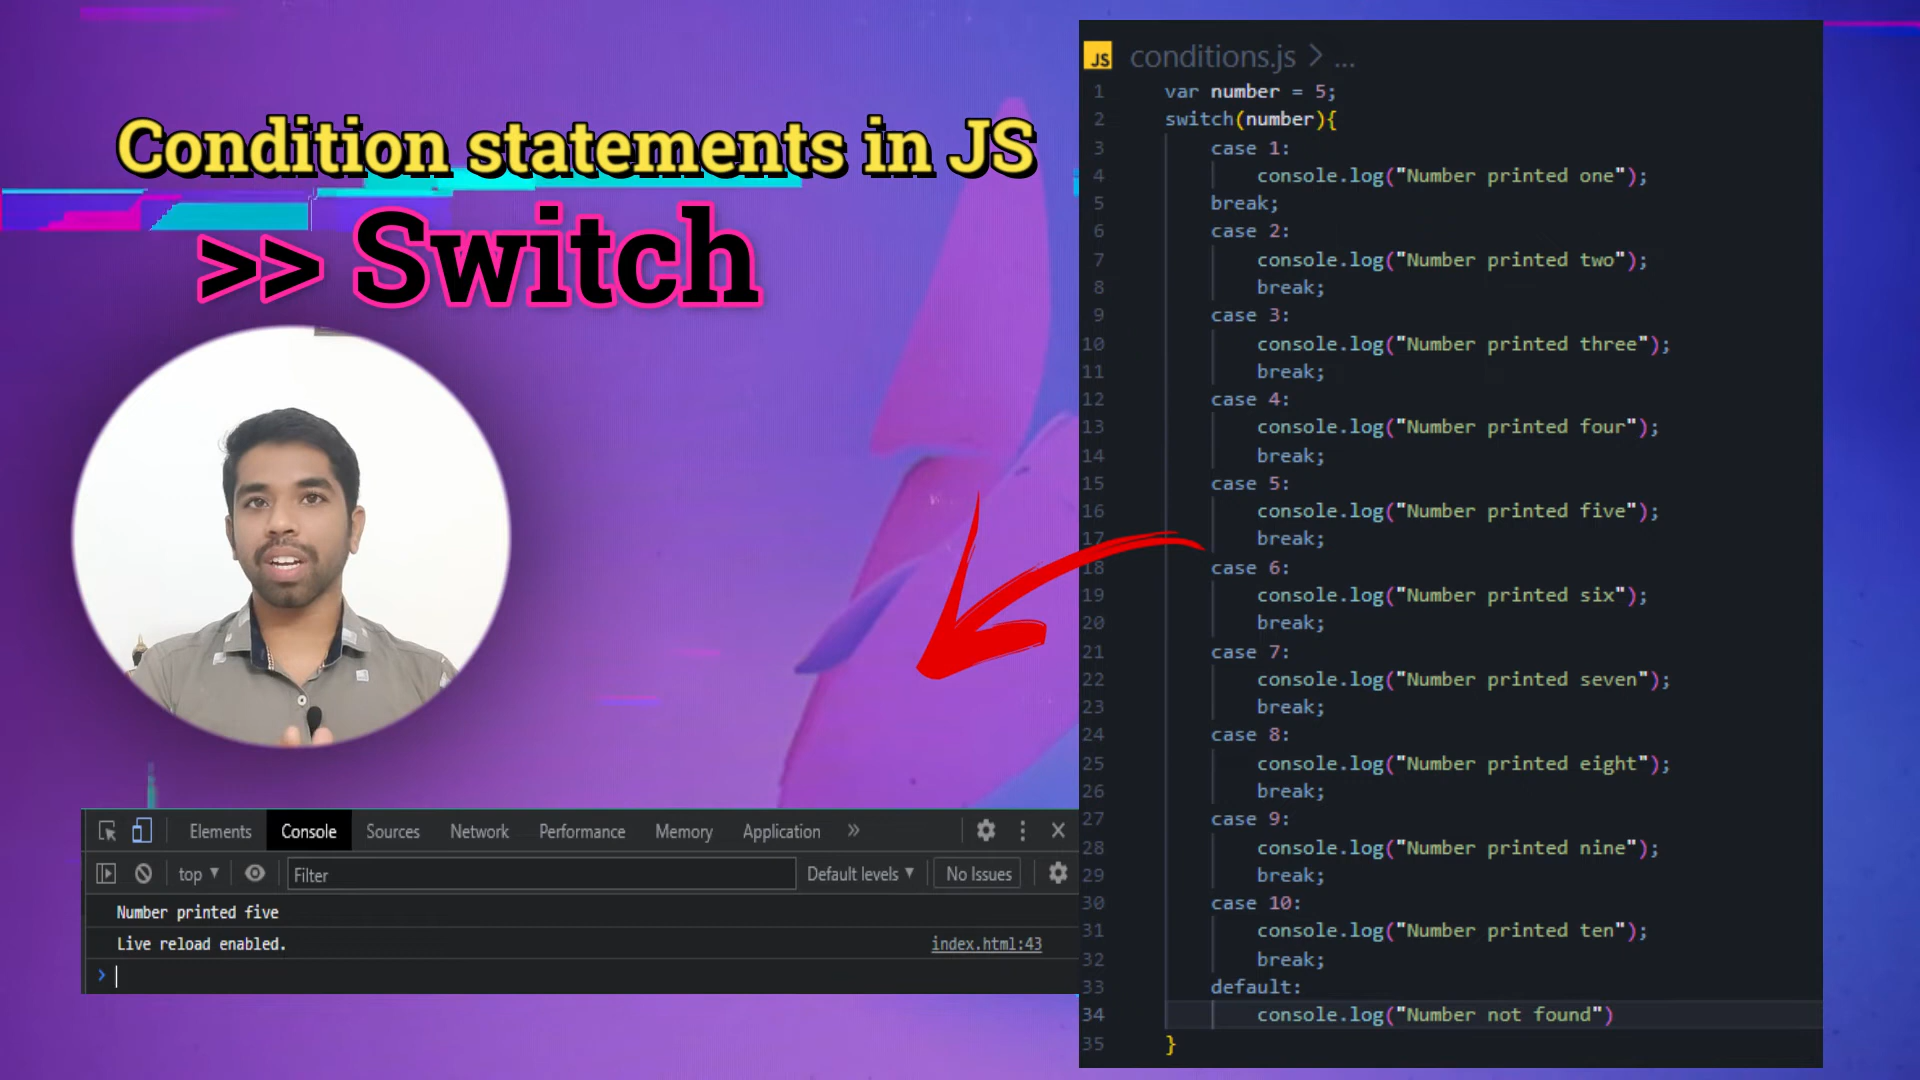 Condition statements in JS
>> Switch
JS conditions.js > ...
1 var number = 5;
2 switch(number){
3 case 1:
4 console.log("Number printed one");
5 break;
6 case 2:
7 console.log("Number printed two");
8 break;
9 case 3:
10 console.log("Number printed three");
11 break;
12 case 4:
13 console.log("Number printed four");
14 break;
15 case 5:
16 console.log("Number printed five");
17 break;
18 case 6:
19 console.log("Number printed six");
20 break;
21 case 7:
22 console.log("Number printed seven");
23 break;
24 case 8:
25 console.log("Number printed eight");
26 break;
27 case 9:
28 console.log("Number printed nine");
29 break;
30 case 10:
31 console.log("Number printed ten");
32 break;
33 default:
34 console.log("Number not found")
35 }
Elements Console Sources Network Performance Memory Application »
top Filter Default levels No Issues
Number printed five
Live reload enabled. index.html:43
>